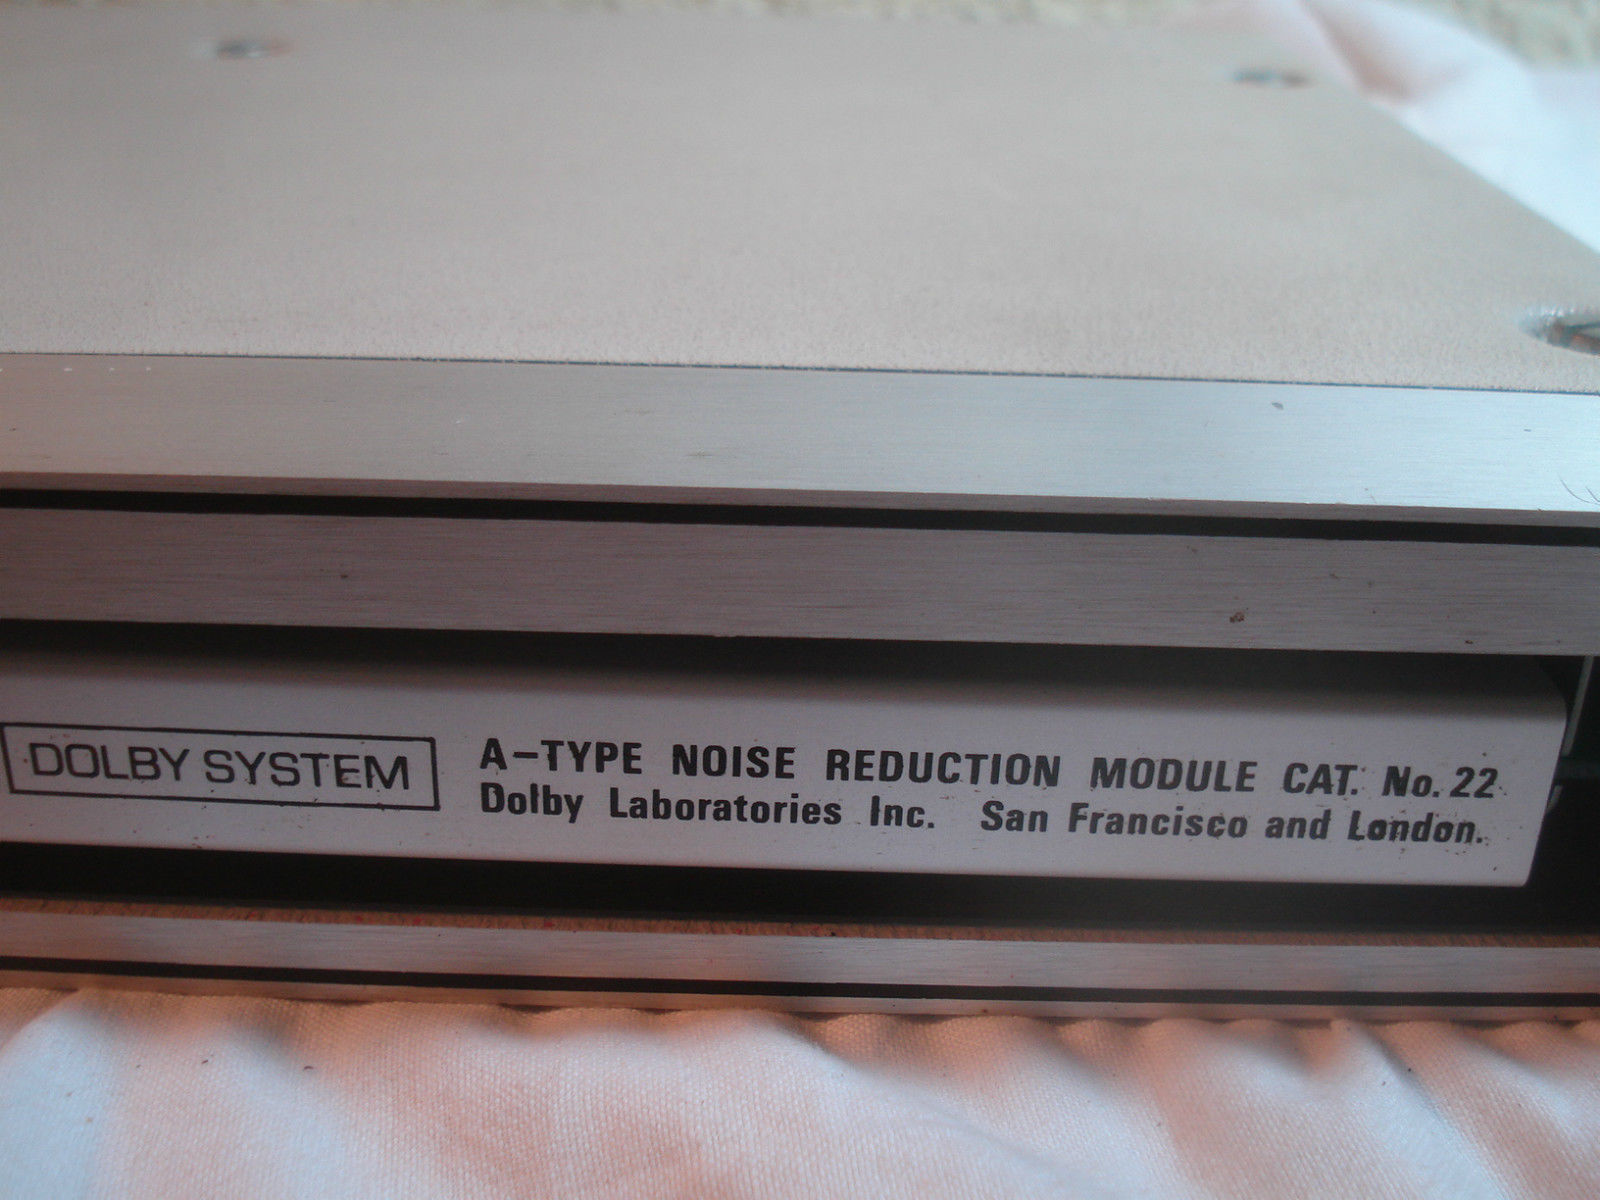 DOLBY SYSTEM
A-TYPE NOISE REDUCTION MODULE CAT. No. 22
Dolby Laboratories Inc. San Francisco and London.